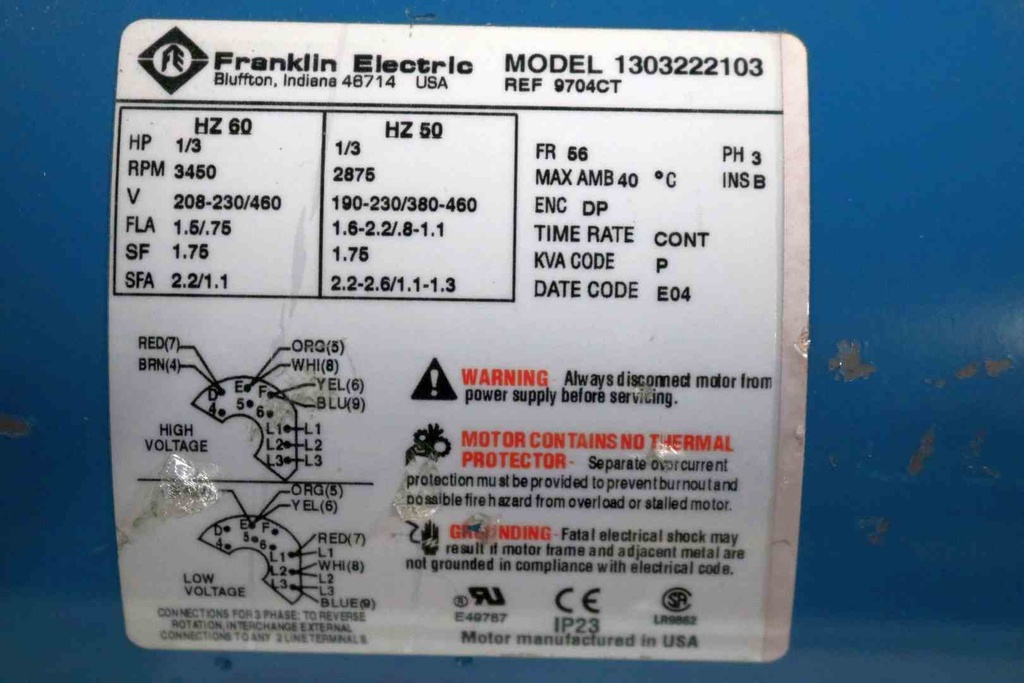 Franklin Electric
Bluffton, Indiana 46714 USA
MODEL 1303222103
REF 9704CT
HZ 60 HZ 50
HP 1/3 1/3
RPM 3450 2875
V 208-230/460 190-230/380-460
FLA 1.5/.75 1.6-2.2/.8-1.1
SF 1.75 1.75
SFA 2.2/1.1 2.2-2.6/1.1-1.3
FR 56 PH 3
MAX AMB 40 °C INS B
ENC DP
TIME RATE CONT
KVA CODE P
DATE CODE E04
RED(7) ORG(5)
BRN(4) WHI(8)
YEL(6)
BLU(9)
D E F
4 5 6
L1 L1
L2 L2
L3 L3
HIGH
VOLTAGE
ORG(5)
YEL(6)
D E F
4 5 6
RED(7)
L1 L1
WHI(8)
L2 L2
L3 L3
BLUE(9)
LOW
VOLTAGE
CONNECTIONS FOR 3 PHASE: TO REVERSE
ROTATION, INTERCHANGE EXTERNAL
CONNECTIONS TO ANY 2 LINE TERMINALS
WARNING Always disconnect motor from
power supply before servicing.
MOTOR CONTAINS NO THERMAL
PROTECTOR- Separate overcurrent
protection must be provided to prevent burnout and
possible fire hazard from overload or stalled motor.
GROUNDING- Fatal electrical shock may
result if motor frame and adjacent metal are
not grounded in compliance with electrical code.
E49767
CE
IP23
LR9862
Motor manufactured in USA